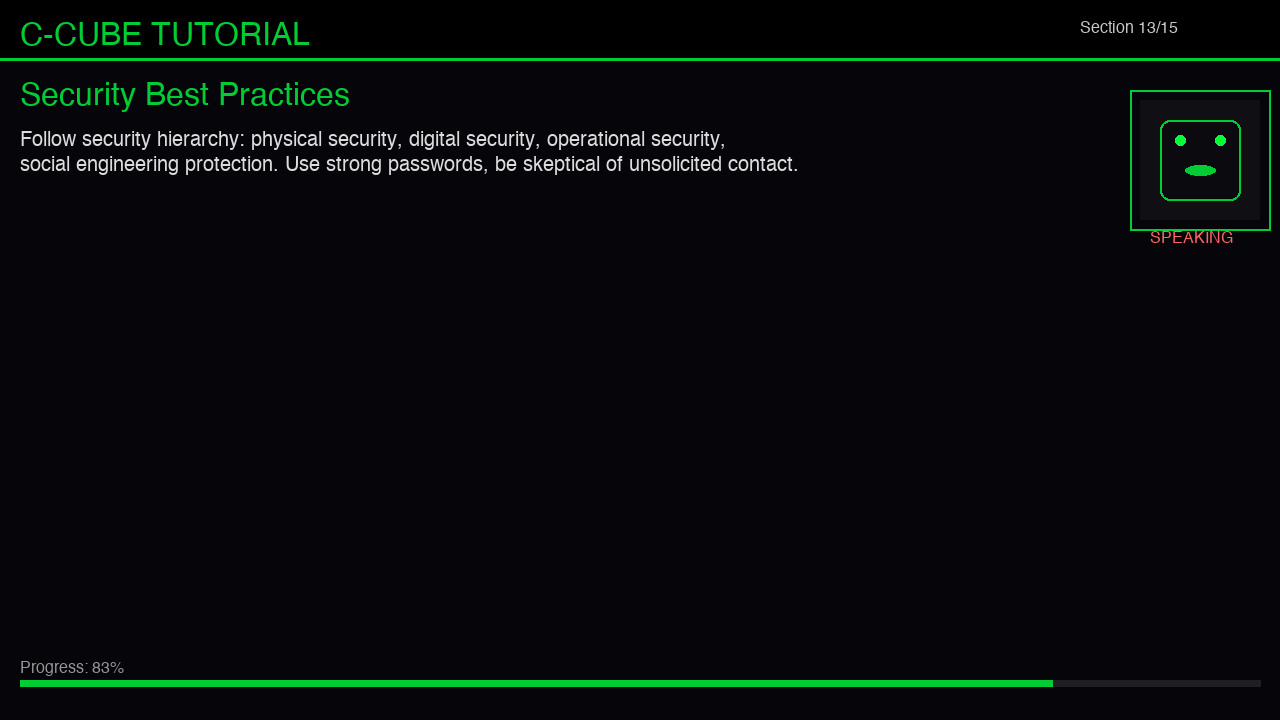 C-CUBE TUTORIAL
Section 13/15
Security Best Practices
Follow security hierarchy: physical security, digital security, operational security,
social engineering protection. Use strong passwords, be skeptical of unsolicited contact.
SPEAKING
Progress: 83%